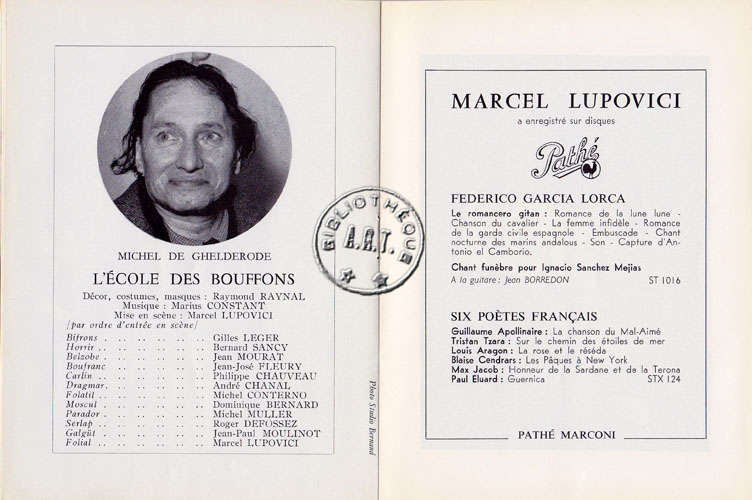 MICHEL DE GHELDERODE
L'ÉCOLE DES BOUFFONS
Décor, costumes, masques : Raymond RAYNAL
Musique : Marius CONSTANT
Mise en scène : Marcel LUPOVICI
/par ordre d'entrée en scène/
Bifrons . . . . . . . . . Gilles LEGER
Horrir . . . . . . . . . Bernard SANCY
Belzobe . . . . . . . . . Jean MOURAT
Boufranc . . . . . . . . . Jean-José FLEURY
Carlin . . . . . . . . . Philippe CHAUVEAU
Dragmar. . . . . . . . . André CHANAL
Folatil . . . . . . . . . Michel CONTERNO
Moscul . . . . . . . . . Dominique BERNARD
Parador . . . . . . . . . Michel MULLER
Serlap . . . . . . . . . Roger DEFOSSEZ
Galgüt . . . . . . . . . Jean-Paul MOULINOT
Folial . . . . . . . . . Marcel LUPOVICI
Photo Studio Bernand
BIBLIOTHÈQUE
A.R.T.
MARCEL LUPOVICI
a enregistré sur disques
Pathé
FEDERICO GARCIA LORCA
Le romancero gitan : Romance de la lune lune -
Chanson du cavalier - La femme infidèle - Romance
de la garde civile espagnole - Embuscade - Chant
nocturne des marins andalous - Son - Capture d'An-
tonio el Camborio.
Chant funèbre pour Ignacio Sanchez Mejias
A la guitare : Jean BORREDON ST 1016
SIX POÈTES FRANÇAIS
Guillaume Apollinaire : La chanson du Mal-Aimé
Tristan Tzara : Sur le chemin des étoiles de mer
Louis Aragon : La rose et le réséda
Blaise Cendrars : Les Pâques à New York
Max Jacob : Honneur de la Sardane et de la Terona
Paul Eluard : Guernica STX 124
PATHÉ MARCONI